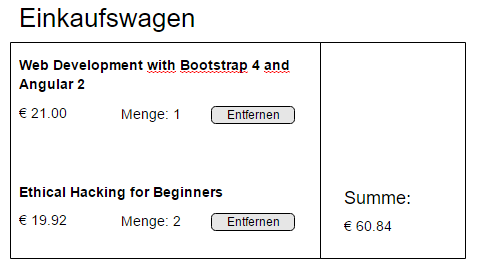 Einkaufswagen
Web Development with Bootstrap 4 and
Angular 2
€ 21.00 Menge: 1 Entfernen
Ethical Hacking for Beginners
€ 19.92 Menge: 2 Entfernen
Summe:
€ 60.84